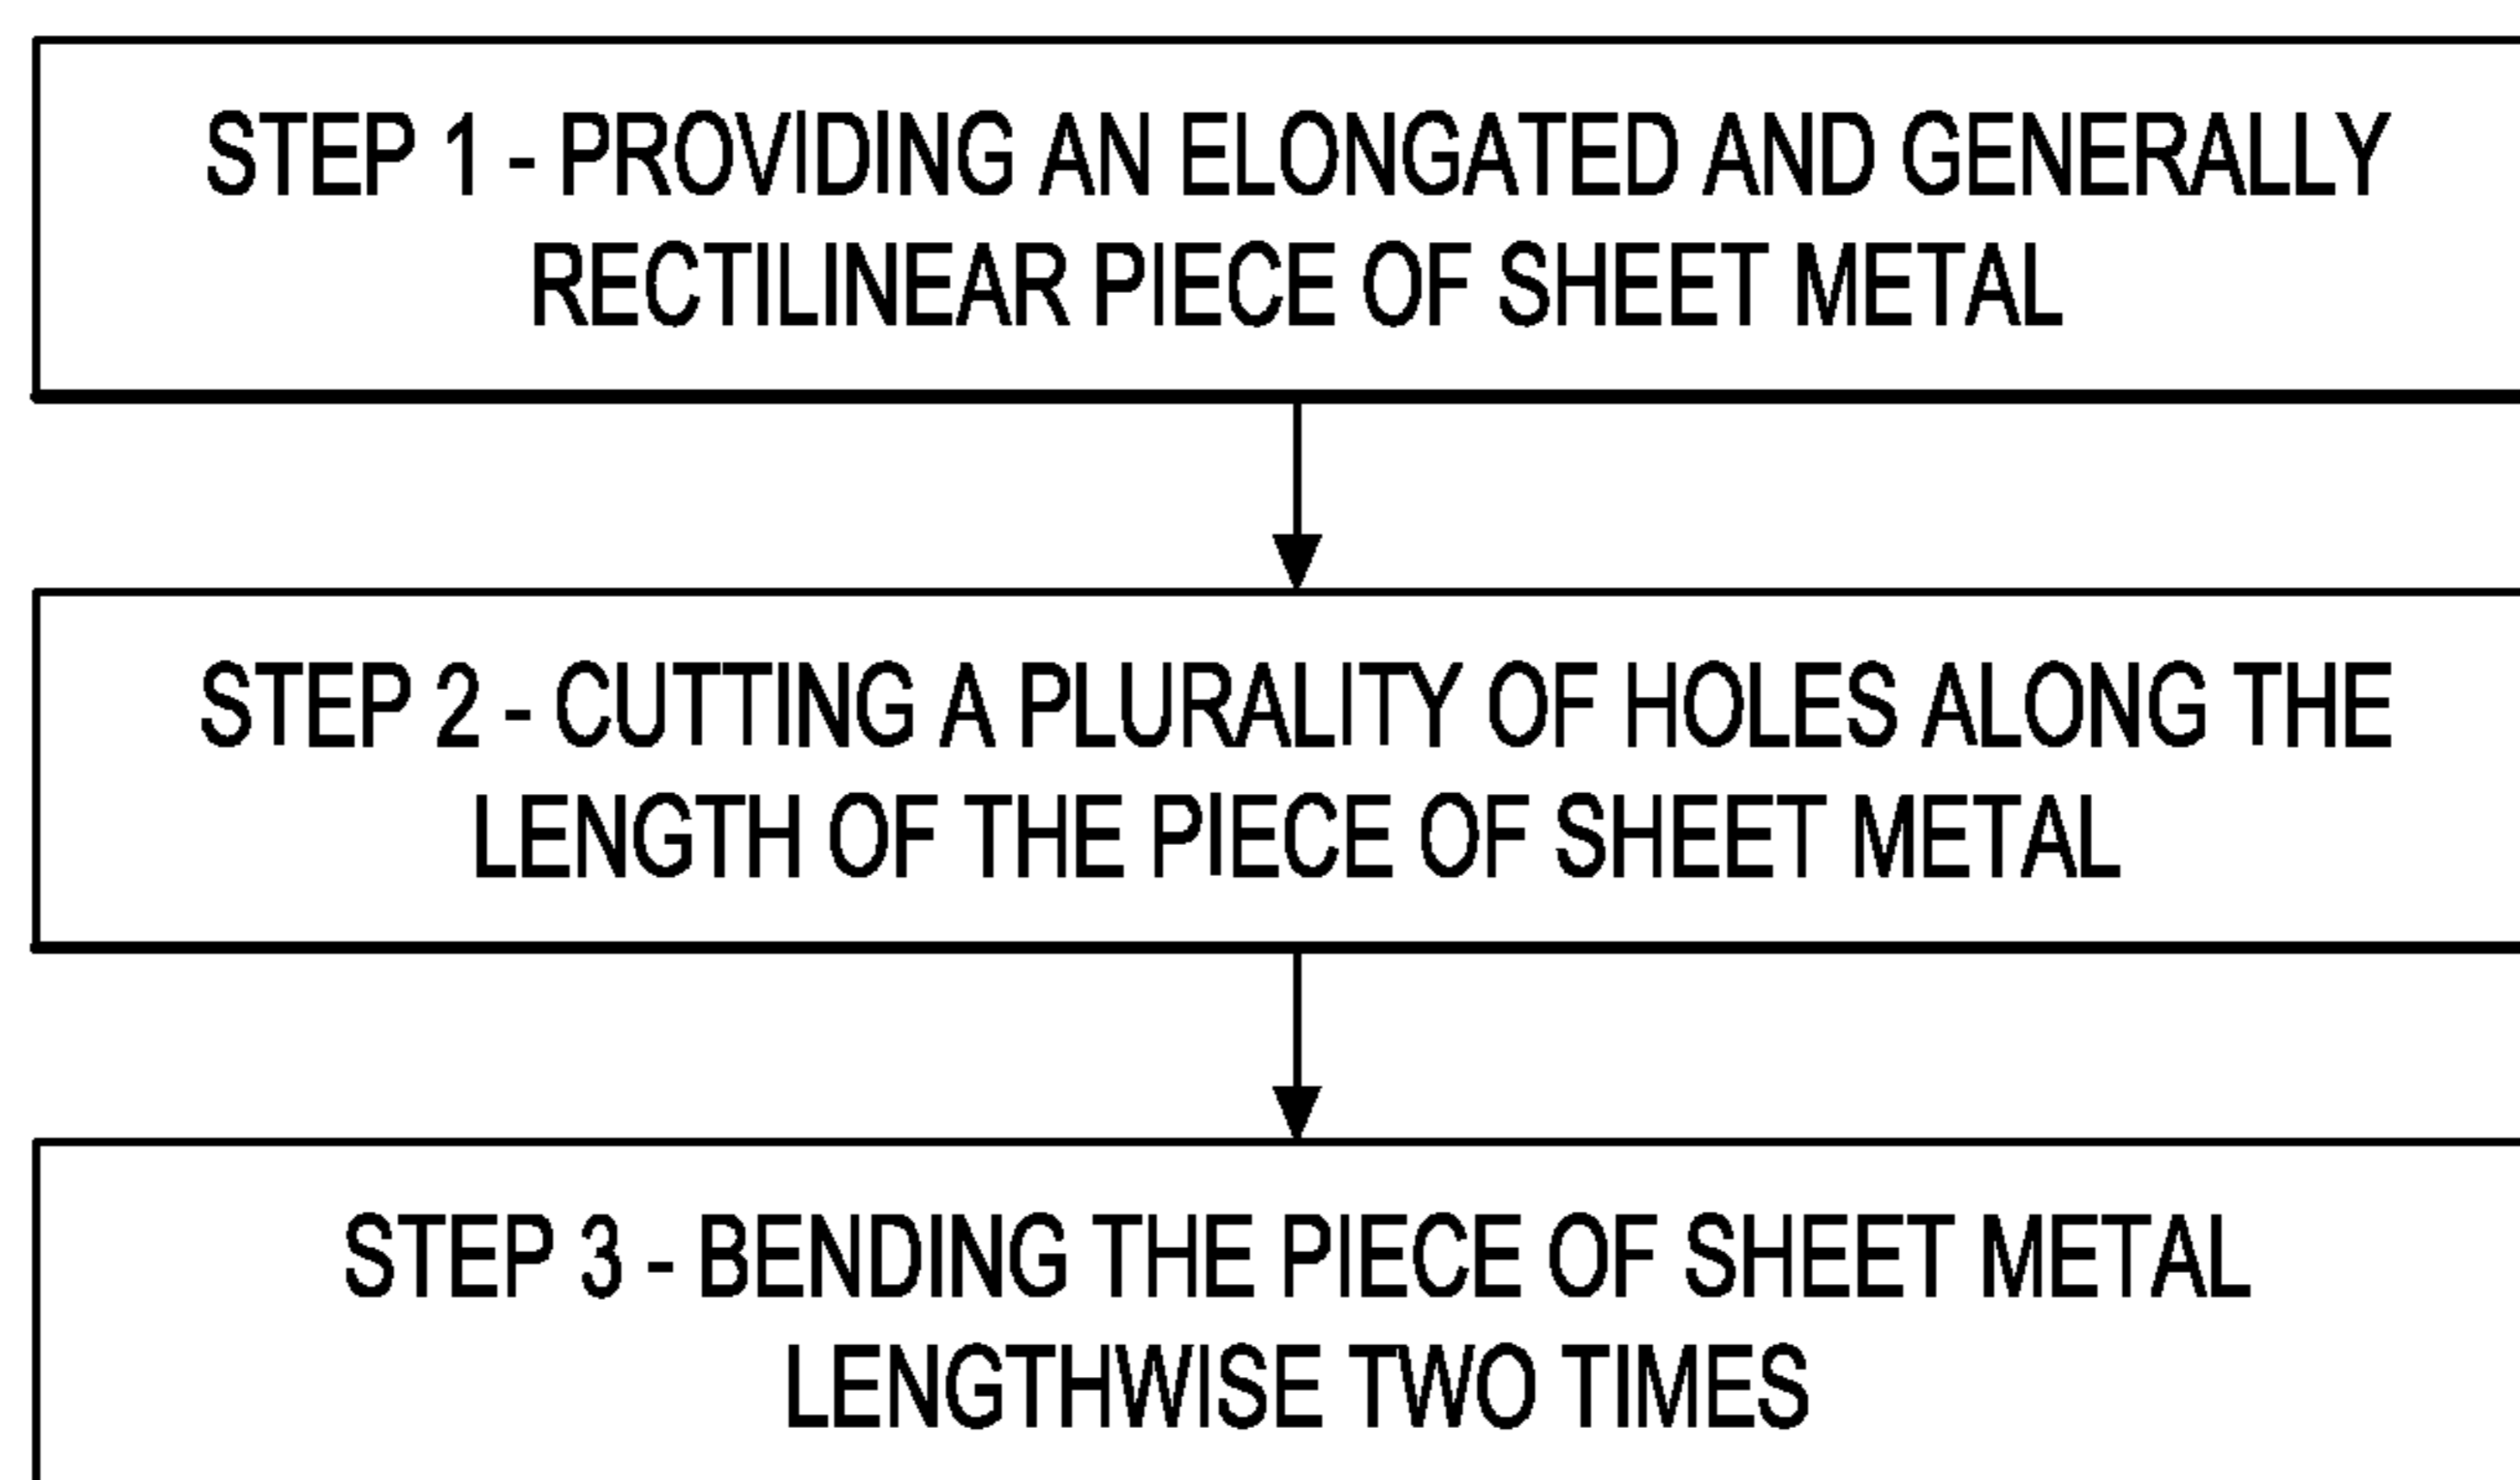 STEP 1 - PROVIDING AN ELONGATED AND GENERALLY
RECTILINEAR PIECE OF SHEET METAL
STEP 2 - CUTTING A PLURALITY OF HOLES ALONG THE
LENGTH OF THE PIECE OF SHEET METAL
STEP 3 - BENDING THE PIECE OF SHEET METAL
LENGTHWISE TWO TIMES